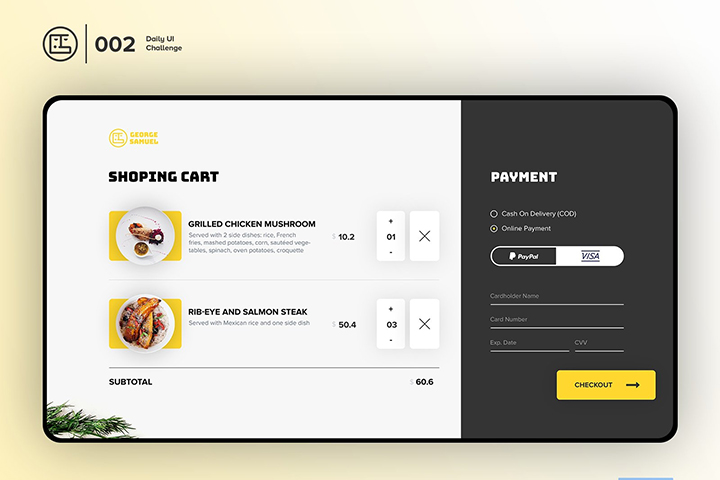 002
Daily UI
Challenge
GEORGE
SAMUEL
SHOPING CART
GRILLED CHICKEN MUSHROOM
Served with 2 side dishes: rice, French
fries, mashed potatoes, corn, sautéed vege-
tables, spinach, oven potatoes, croquette
$ 10.2
+
01
-
RIB-EYE AND SALMON STEAK
Served with Mexican rice and one side dish
$ 50.4
+
03
-
SUBTOTAL
$ 60.6
PAYMENT
Cash On Delivery (COD)
Online Payment
PayPal
VISA
Cardholder Name
Card Number
Exp. Date
CVV
CHECKOUT